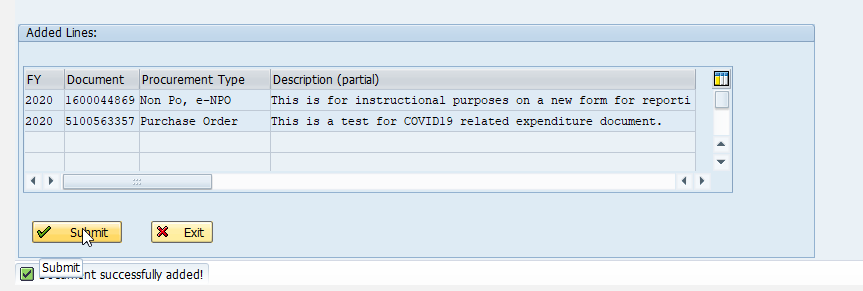 Added Lines:
FY Document Procurement Type Description (partial)
2020 1600044869 Non Po, e-NPO This is for instructional purposes on a new form for reporti
2020 5100563357 Purchase Order This is a test for COVID19 related expenditure document.
Submit Exit
Submit
successfully added!